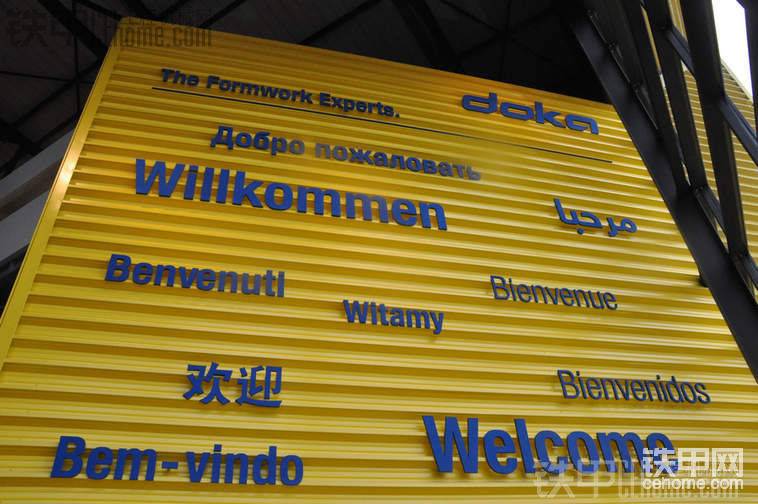 The Formwork Experts.
doka
Добро пожаловать
Willkommen
مرحبا
Benvenuti
Bienvenue
Witamy
欢迎
Bienvenidos
Welcome
Bem-vindo
铁甲网
cehome.com